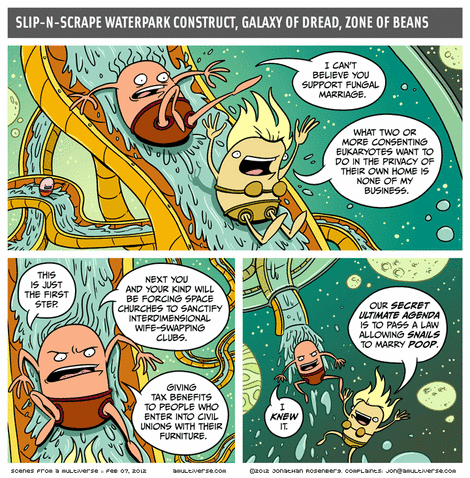 SLIP-N-SCRAPE WATERPARK CONSTRUCT, GALAXY OF DREAD, ZONE OF BEANS
I CAN'T
BELIEVE YOU
SUPPORT FUNGAL
MARRIAGE.
WHAT TWO OR
MORE CONSENTING
EUKARYOTES WANT TO
DO IN THE PRIVACY OF
THEIR OWN HOME IS
NONE OF MY
BUSINESS.
THIS
IS JUST
THE FIRST
STEP.
NEXT YOU
AND YOUR KIND WILL
BE FORCING SPACE
CHURCHES TO SANCTIFY
INTERDIMENSIONAL
WIFE-SWAPPING
CLUBS.
GIVING
TAX BENEFITS
TO PEOPLE WHO
ENTER INTO CIVIL
UNIONS WITH THEIR
FURNITURE.
OUR SECRET
ULTIMATE AGENDA
IS TO PASS A LAW
ALLOWING SNAILS
TO MARRY POOP.
I
KNEW
IT.
SCENES FROM A MULTIVERSE :: FEB 07, 2012
AMULTIVERSE.COM
©2012 JONATHAN ROSENBERG. COMPLAINTS: JON@AMULTIVERSE.COM